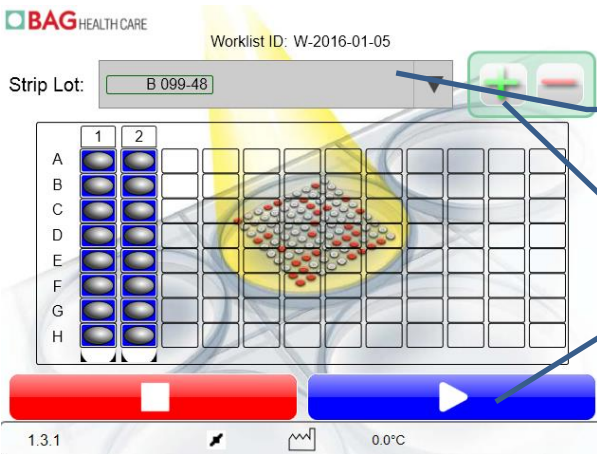 BAG HEALTH CARE
Worklist ID: W-2016-01-05
Strip Lot: B 099-48
1 2
A
B
C
D
E
F
G
H
1.3.1 0.0°C